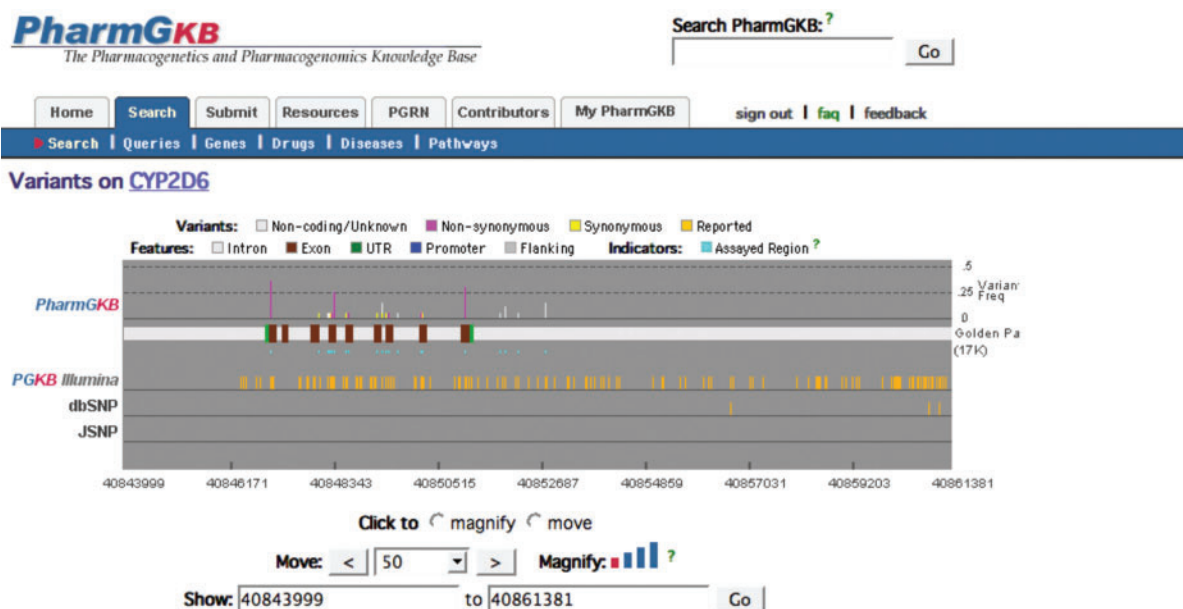 PharmGKB
The Pharmacogenetics and Pharmacogenomics Knowledge Base
Search PharmGKB: ?
Go
Home Search Submit Resources PGRN Contributors My PharmGKB sign out | faq | feedback
Search | Queries | Genes | Drugs | Diseases | Pathways
Variants on CYP2D6
Variants: Non-coding/Unknown Non-synonymous Synonymous Reported
Features: Intron Exon UTR Promoter Flanking Indicators: Assayed Region ?
.5
PharmGKB .25 Varian
Freq
0
Golden Pa
(17K)
PGKB Illumina
dbSNP
JSNP
40843999 40846171 40848343 40850515 40852687 40854859 40857031 40859203 40861381
Click to magnify move
Move: < 50 > Magnify: ?
Show: 40843999 to 40861381 Go